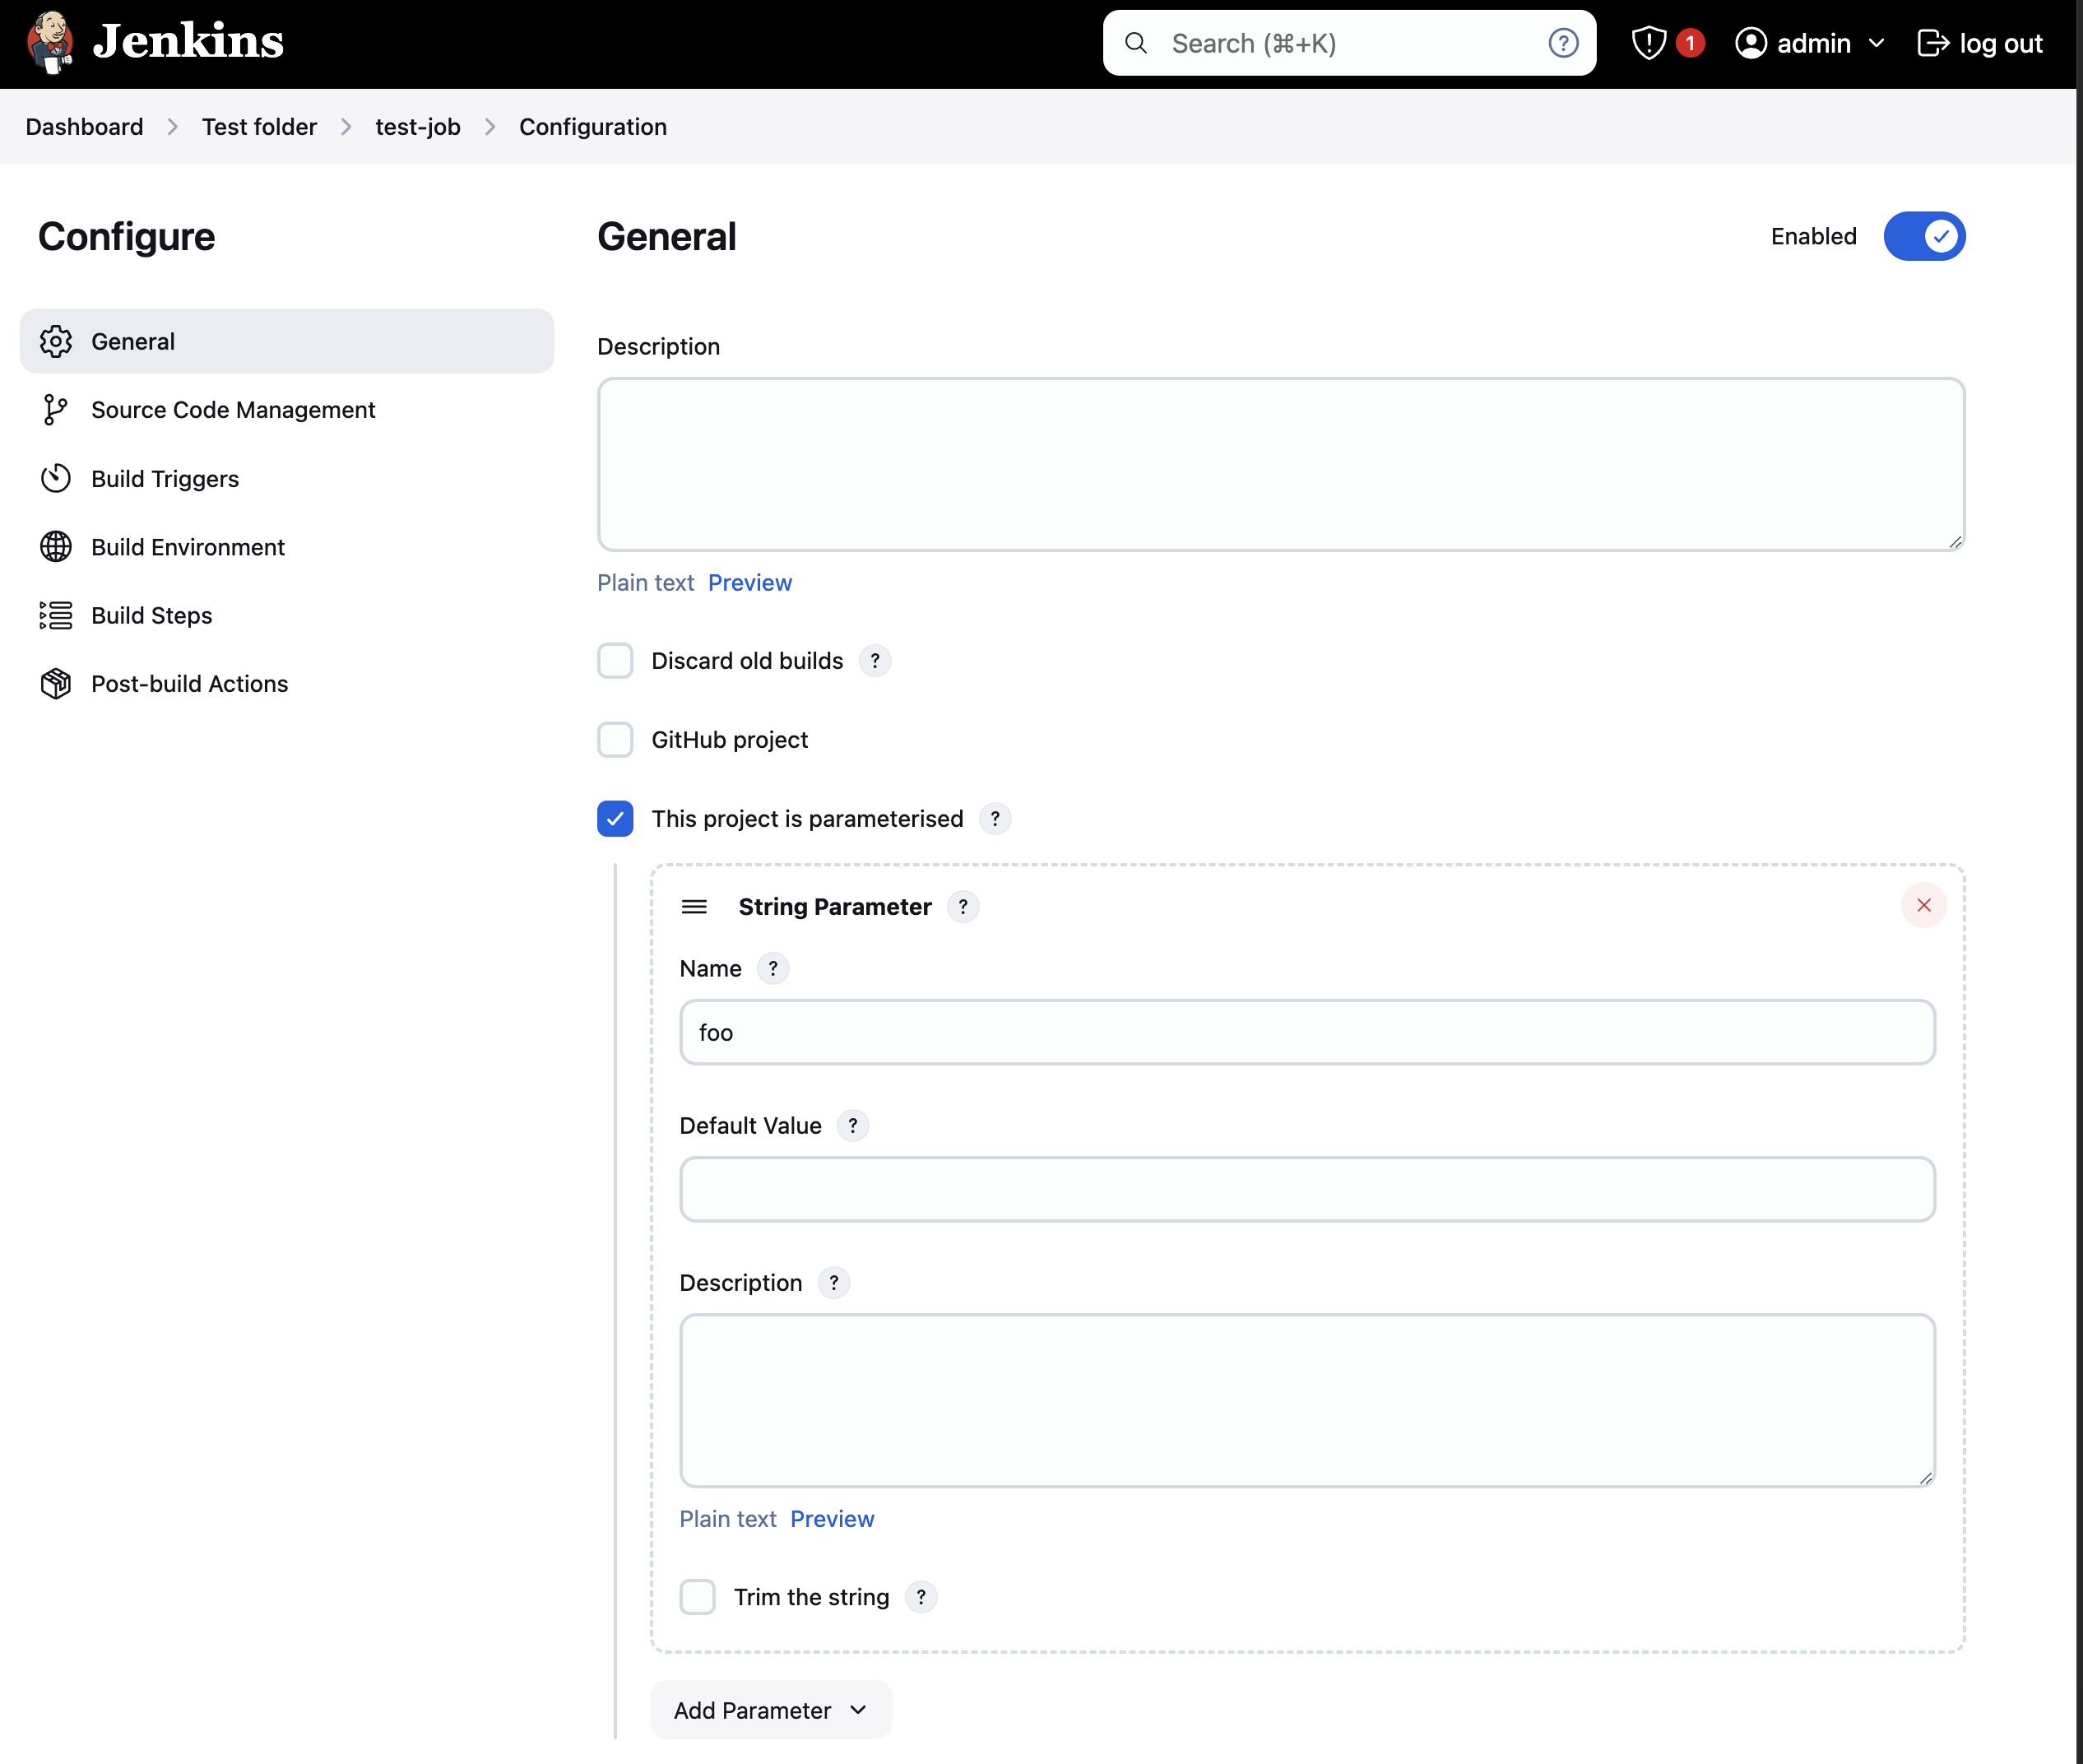 Jenkins
Search (⌘+K)
?
1
admin
log out
Dashboard
Test folder
test-job
Configuration
Configure
General
Source Code Management
Build Triggers
Build Environment
Build Steps
Post-build Actions
General
Enabled
Description
Plain text Preview
Discard old builds ?
GitHub project
This project is parameterised ?
String Parameter ?
Name ?
foo
Default Value ?
Description ?
Plain text Preview
Trim the string ?
Add Parameter